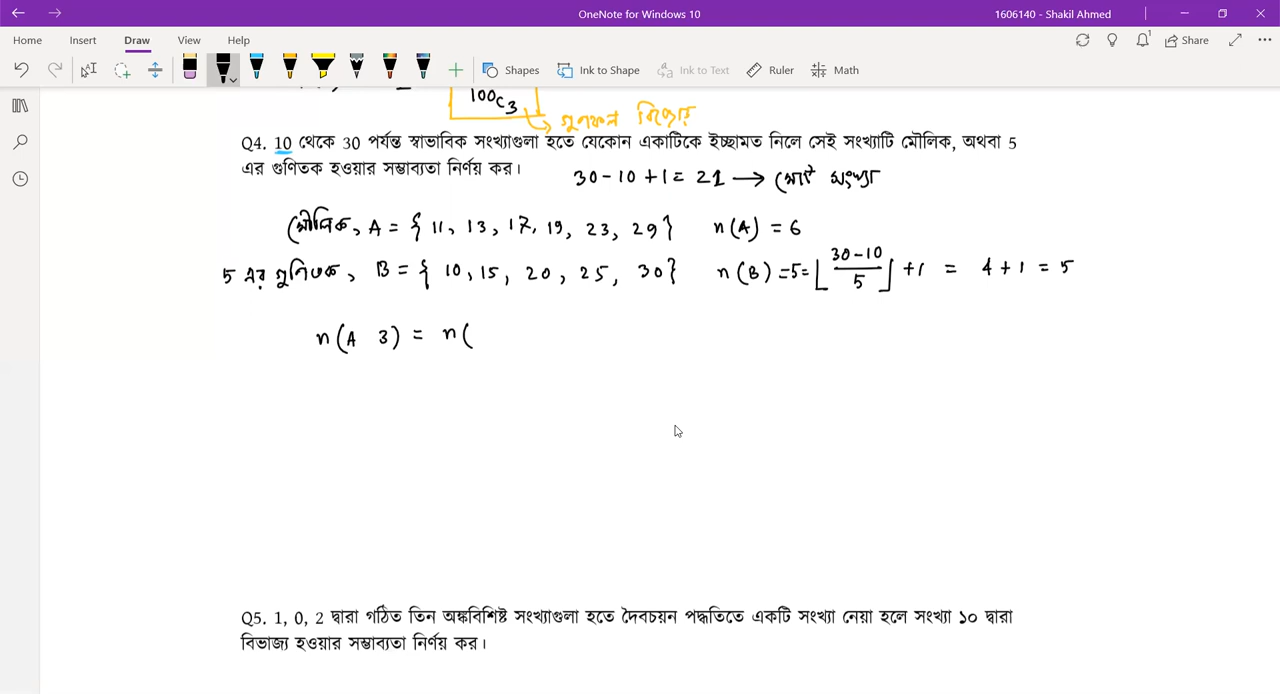 OneNote for Windows 10
1606140 - Shakil Ahmed
Home Insert Draw View Help
Share
Shapes Ink to Shape Ink to Text Ruler Math
100c3
গুণফল
Q4. 10 থেকে 30 পর্যন্ত স্বাভাবিক সংখ্যাগুলা হতে যেকোন একাটিকে ইচ্ছামত নিলে সেই সংখ্যাটি মৌলিক, অথবা 5
এর গুণিতক হওয়ার সম্ভাব্যতা নির্ণয় কর।
30 - 10 + 1 = 21 → মোট সংখ্যা
মৌলিক, A = { 11, 13, 17, 19, 23, 29 } n(A) = 6
5 এর গুনিতক, B = { 10, 15, 20, 25, 30 } n(B) = 5 = ⌊30-10/5⌋ + 1 = 4 + 1 = 5
n(A 3) = n(
Q5. 1, 0, 2 দ্বারা গঠিত তিন অঙ্কবিশিষ্ট সংখ্যাগুলা হতে দৈবচয়ন পদ্ধতিতে একটি সংখ্যা নেয়া হলে সংখ্যা ১০ দ্বারা
বিভাজ্য হওয়ার সম্ভাব্যতা নির্ণয় কর।